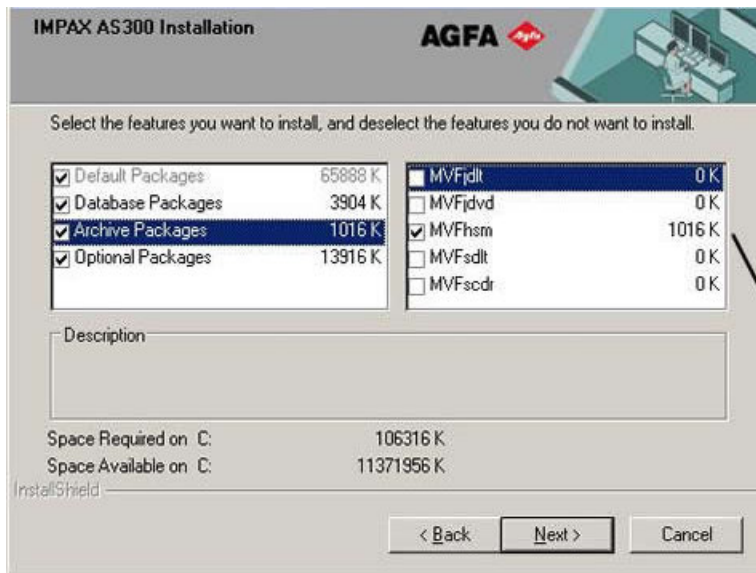 IMPAX AS300 Installation
AGFA
Agfa
Select the features you want to install, and deselect the features you do not want to install.
Default Packages 65888 K
Database Packages 3904 K
Archive Packages 1016 K
Optional Packages 13916 K
MVFjdlt 0 K
MVFjdvd 0 K
MVFhsm 1016 K
MVFsdlt 0 K
MVFscdr 0 K
Description
Space Required on C: 106316 K
Space Available on C: 11371956 K
InstallShield
< Back
Next >
Cancel